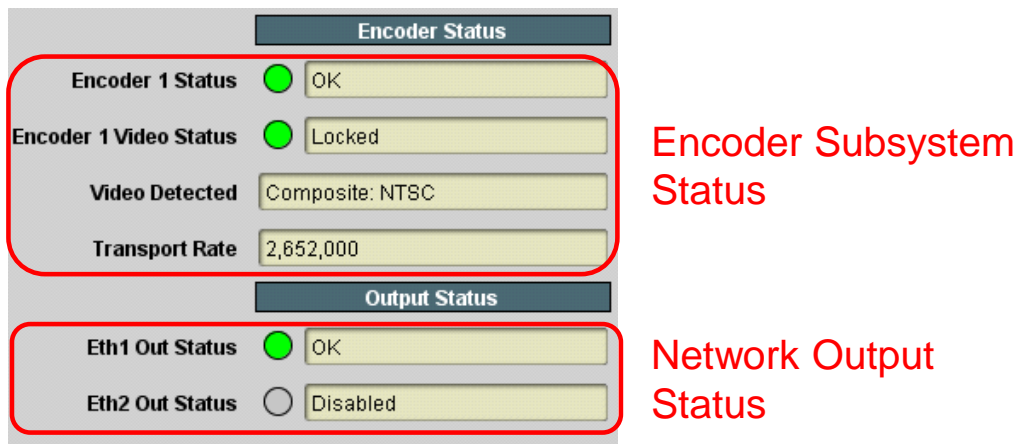 Encoder Status
Encoder 1 Status OK
Encoder 1 Video Status Locked
Video Detected Composite: NTSC
Transport Rate 2,652,000
Encoder Subsystem
Status
Output Status
Eth1 Out Status OK
Eth2 Out Status Disabled
Network Output
Status